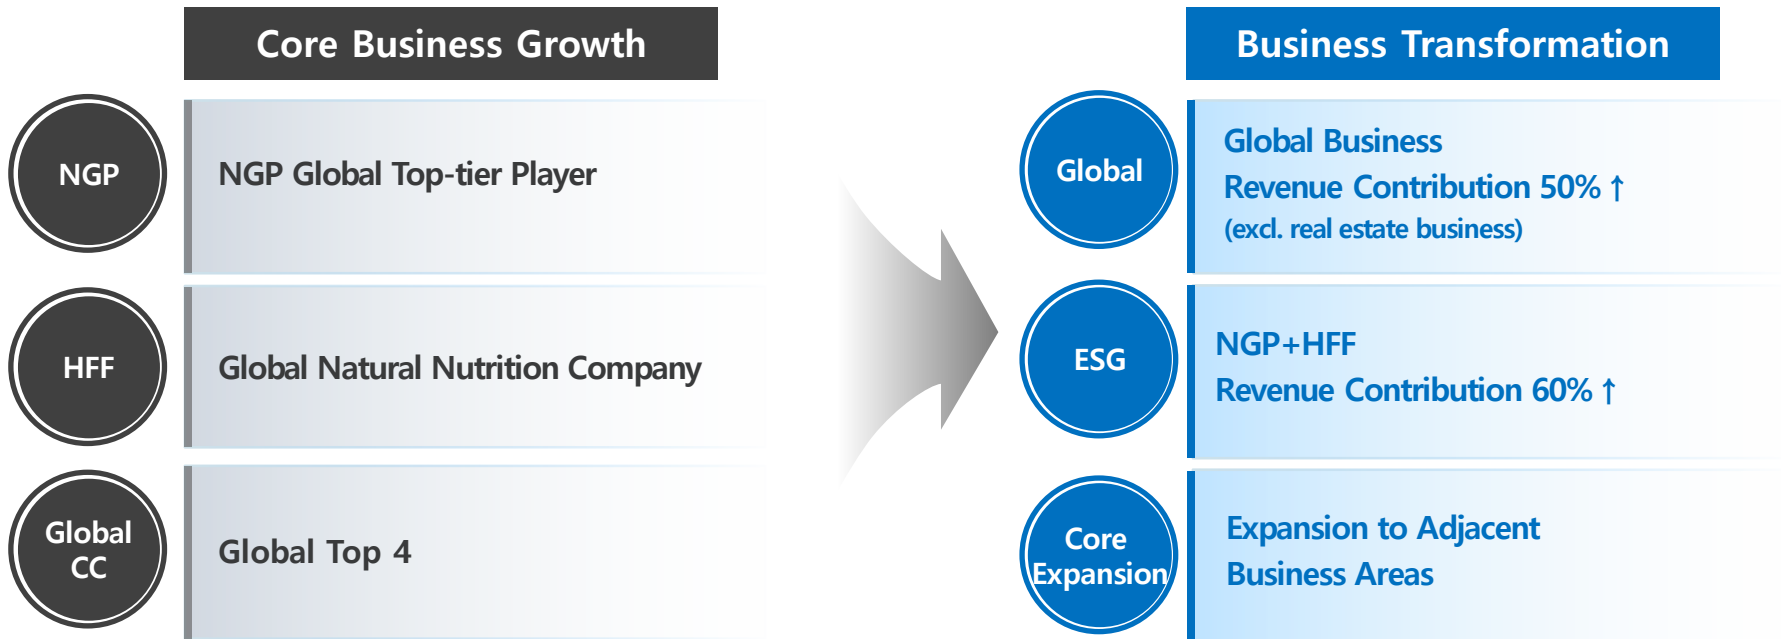 Core Business Growth
NGP
NGP Global Top-tier Player
HFF
Global Natural Nutrition Company
Global
CC
Global Top 4
Business Transformation
Global
Global Business
Revenue Contribution 50% ↑
(excl. real estate business)
ESG
NGP+HFF
Revenue Contribution 60% ↑
Core
Expansion
Expansion to Adjacent
Business Areas